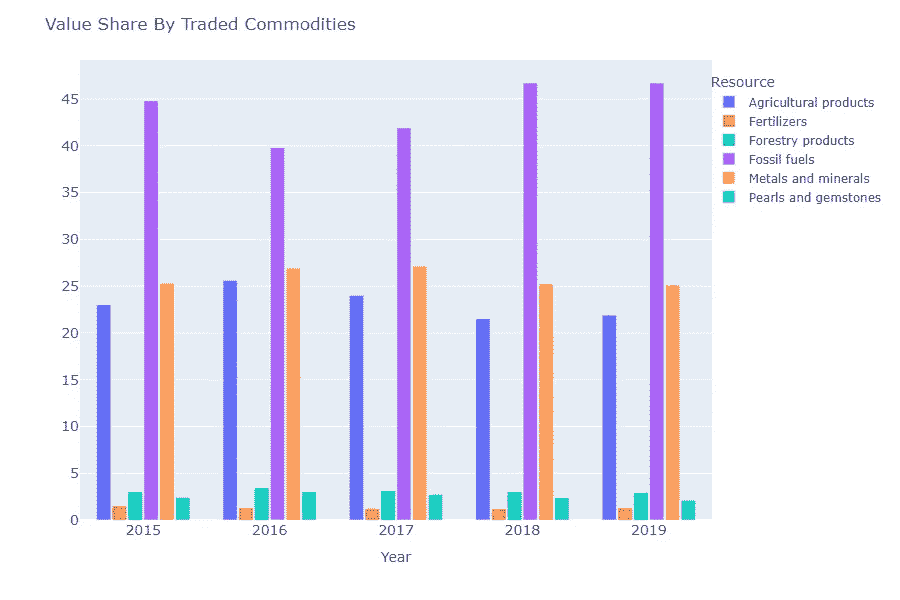 Value Share By Traded Commodities
Resource
Agricultural products
Fertilizers
Forestry products
Fossil fuels
Metals and minerals
Pearls and gemstones
45
40
35
30
25
20
15
10
5
0
2015 2016 2017 2018 2019
Year